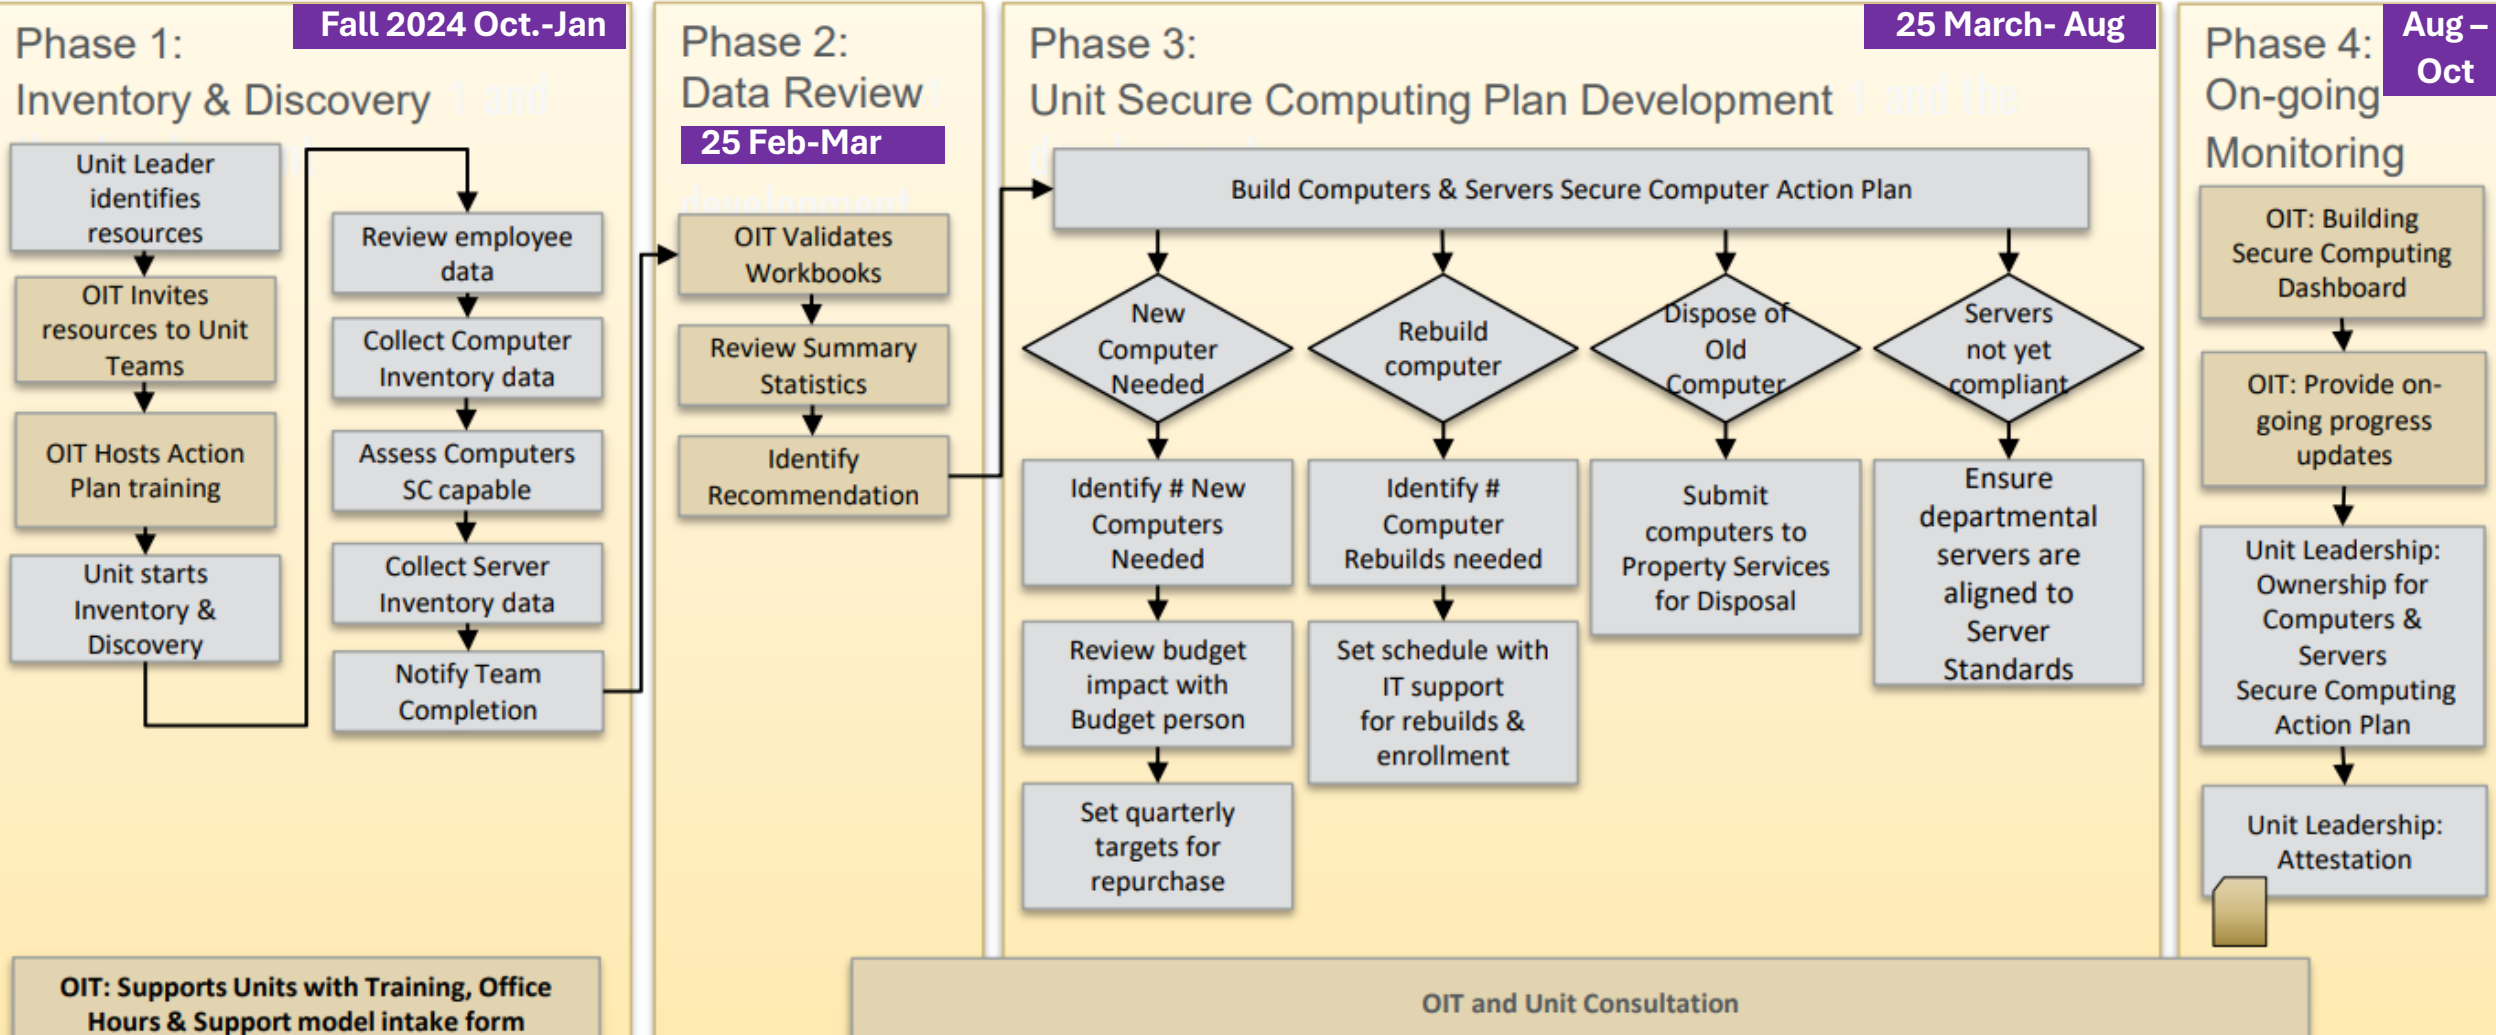 Phase 1:
Inventory & Discovery
Fall 2024 Oct.-Jan
Unit Leader
identifies
resources
OIT Invites
resources to Unit
Teams
OIT Hosts Action
Plan training
Unit starts
Inventory &
Discovery
Review employee
data
Collect Computer
Inventory data
Assess Computers
SC capable
Collect Server
Inventory data
Notify Team
Completion
OIT: Supports Units with Training, Office
Hours & Support model intake form
Phase 2:
Data Review
25 Feb-Mar
OIT Validates
Workbooks
Review Summary
Statistics
Identify
Recommendation
Phase 3:
Unit Secure Computing Plan Development
25 March- Aug
Build Computers & Servers Secure Computer Action Plan
New
Computer
Needed
Identify # New
Computers
Needed
Review budget
impact with
Budget person
Set quarterly
targets for
repurchase
Rebuild
computer
Identify #
Computer
Rebuilds needed
Set schedule with
IT support
for rebuilds &
enrollment
Dispose of
Old
Computer
Submit
computers to
Property Services
for Disposal
Servers
not yet
compliant
Ensure
departmental
servers are
aligned to
Server
Standards
OIT and Unit Consultation
Phase 4:
On-going
Monitoring
Aug –
Oct
OIT: Building
Secure Computing
Dashboard
OIT: Provide on-
going progress
updates
Unit Leadership:
Ownership for
Computers &
Servers
Secure Computing
Action Plan
Unit Leadership:
Attestation